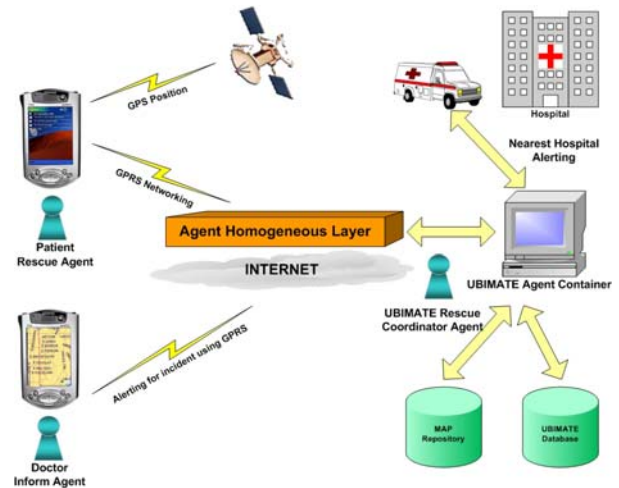 GPS Position
Hospital
Nearest Hospital
Alerting
GPRS Networking
Patient
Rescue Agent
Agent Homogeneous Layer
INTERNET
UBIMATE Agent Container
UBIMATE Rescue
Coordinator Agent
Alerting for incident using GPRS
MAP
Repository
UBIMATE
Database
Doctor
Inform Agent